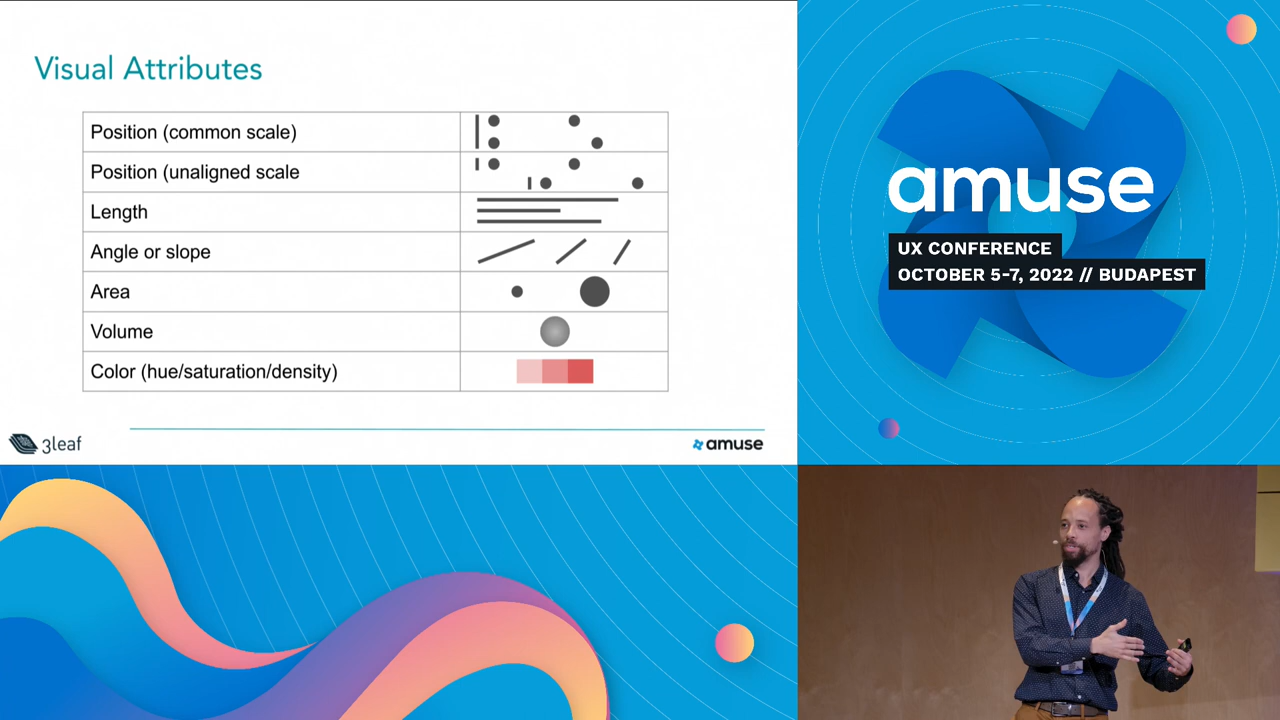 Visual Attributes
Position (common scale)
Position (unaligned scale
Length
Angle or slope
Area
Volume
Color (hue/saturation/density)
3leaf
amuse
amuse
UX CONFERENCE
OCTOBER 5-7, 2022 // BUDAPEST